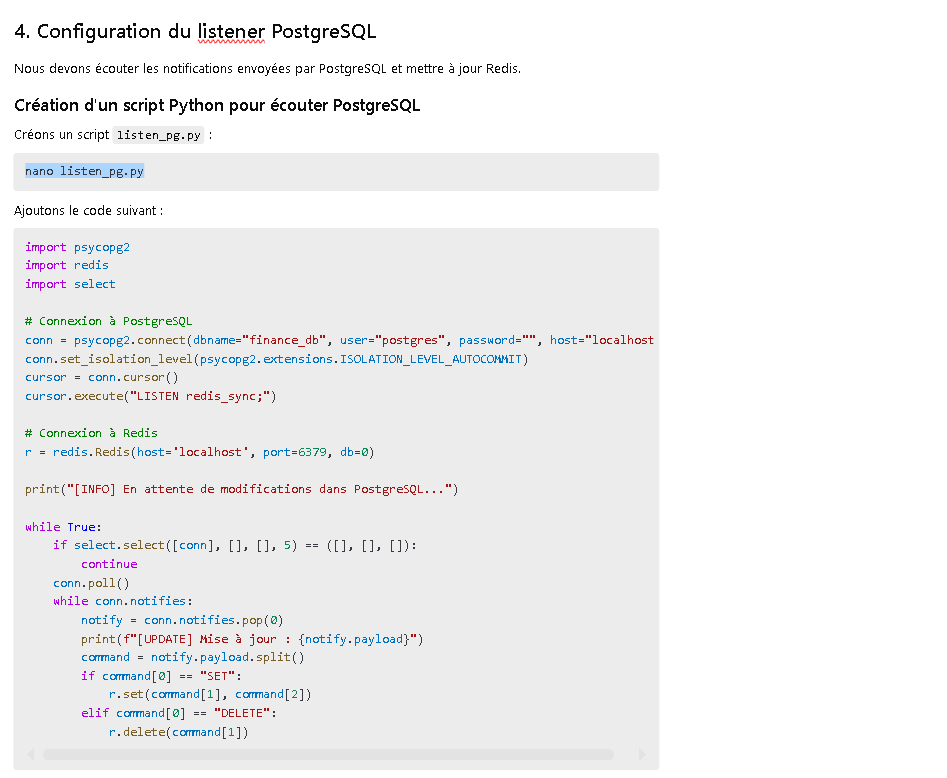 4. Configuration du listener PostgreSQL
Nous devons écouter les notifications envoyées par PostgreSQL et mettre à jour Redis.
Création d'un script Python pour écouter PostgreSQL
Créons un script listen_pg.py :
nano listen_pg.py
Ajoutons le code suivant :
import psycopg2
import redis
import select

# Connexion à PostgreSQL
conn = psycopg2.connect(dbname="finance_db", user="postgres", password="", host="localhost
conn.set_isolation_level(psycopg2.extensions.ISOLATION_LEVEL_AUTOCOMMIT)
cursor = conn.cursor()
cursor.execute("LISTEN redis_sync;")

# Connexion à Redis
r = redis.Redis(host='localhost', port=6379, db=0)

print("[INFO] En attente de modifications dans PostgreSQL...")

while True:
    if select.select([conn], [], [], 5) == ([], [], []):
        continue
    conn.poll()
    while conn.notifies:
        notify = conn.notifies.pop(0)
        print(f"[UPDATE] Mise à jour : {notify.payload}")
        command = notify.payload.split()
        if command[0] == "SET":
            r.set(command[1], command[2])
        elif command[0] == "DELETE":
            r.delete(command[1])